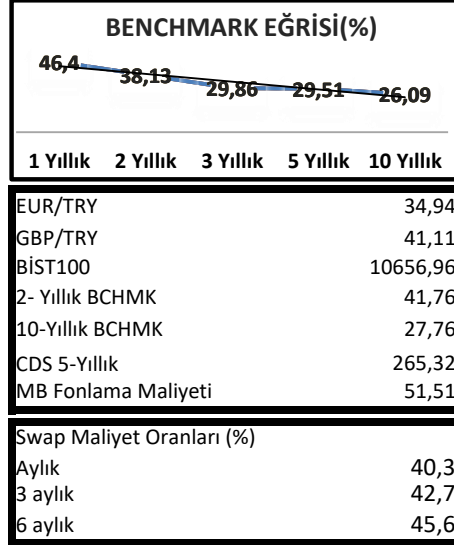 BENCHMARK EĞRİSİ(%)
46,4 38,13 29,86 29,51 26,09
1 Yıllık 2 Yıllık 3 Yıllık 5 Yıllık 10 Yıllık
EUR/TRY 34,94
GBP/TRY 41,11
BİST100 10656,96
2- Yıllık BCHMK 41,76
10-Yıllık BCHMK 27,76
CDS 5-Yıllık 265,32
MB Fonlama Maliyeti 51,51
Swap Maliyet Oranları (%)
Aylık 40,3
3 aylık 42,7
6 aylık 45,6